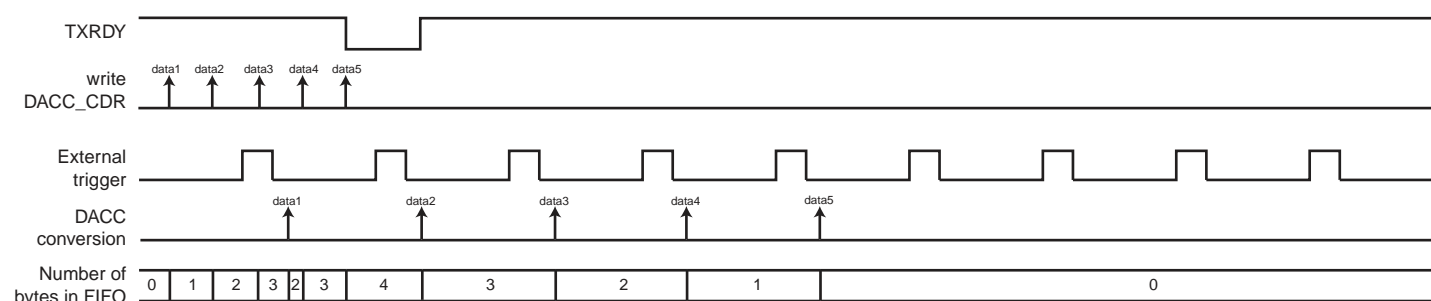 TXRDY
data1 data2 data3 data4 data5
write
DACC_CDR
External
trigger
data1 data2 data3 data4 data5
DACC
conversion
Number of
bytes in FIFO
0 1 2 3 2 3 4 3 2 1 0